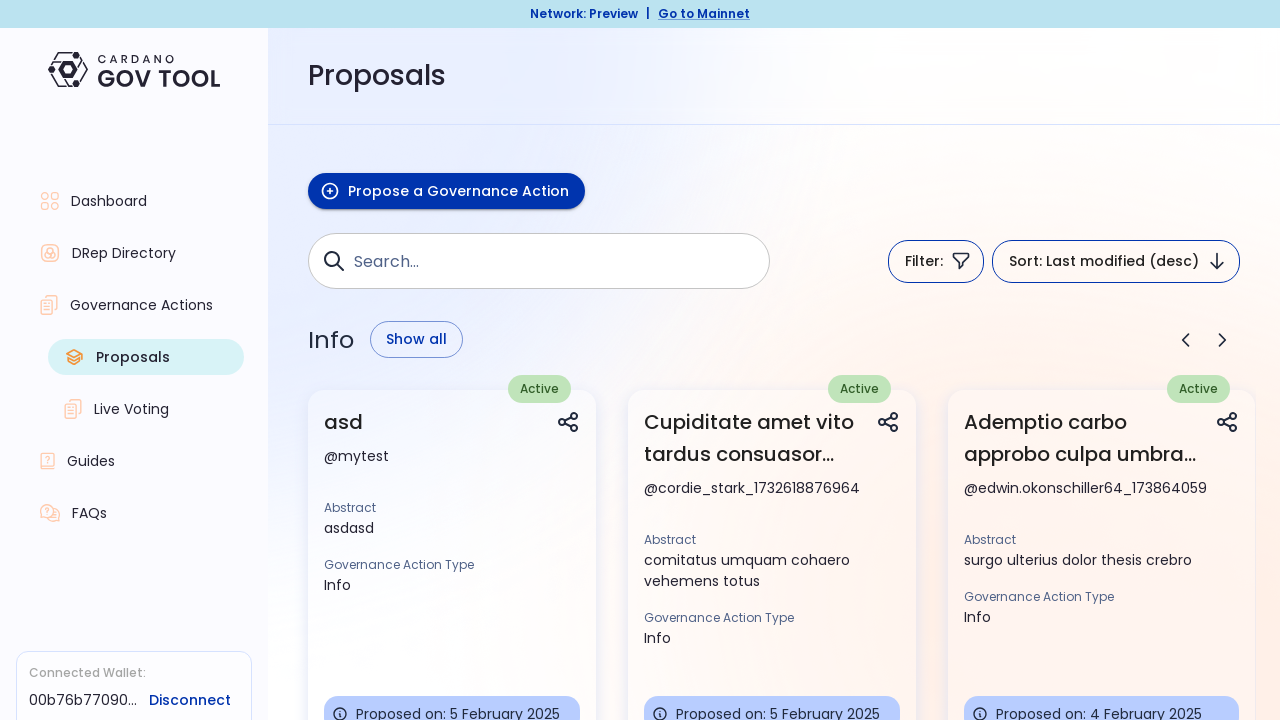 Network: Preview | Go to Mainnet
CARDANO
GOV TOOL
Proposals
Dashboard
DRep Directory
Governance Actions
Proposals
Live Voting
Guides
FAQs
Connected Wallet:
00b76b77090... Disconnect
Propose a Governance Action
Search...
Filter:
Sort: Last modified (desc)
Info
Show all
Active
asd
@mytest
Abstract
asdasd
Governance Action Type
Info
Proposed on: 5 February 2025
Active
Cupiditate amet vito
tardus consuasor...
@cordie_stark_1732618876964
Abstract
comitatus umquam cohaero
vehemens totus
Governance Action Type
Info
Proposed on: 5 February 2025
Active
Ademptio carbo
approbo culpa umbra...
@edwin.okonschiller64_173864059
Abstract
surgo ulterius dolor thesis crebro
Governance Action Type
Info
Proposed on: 4 February 2025